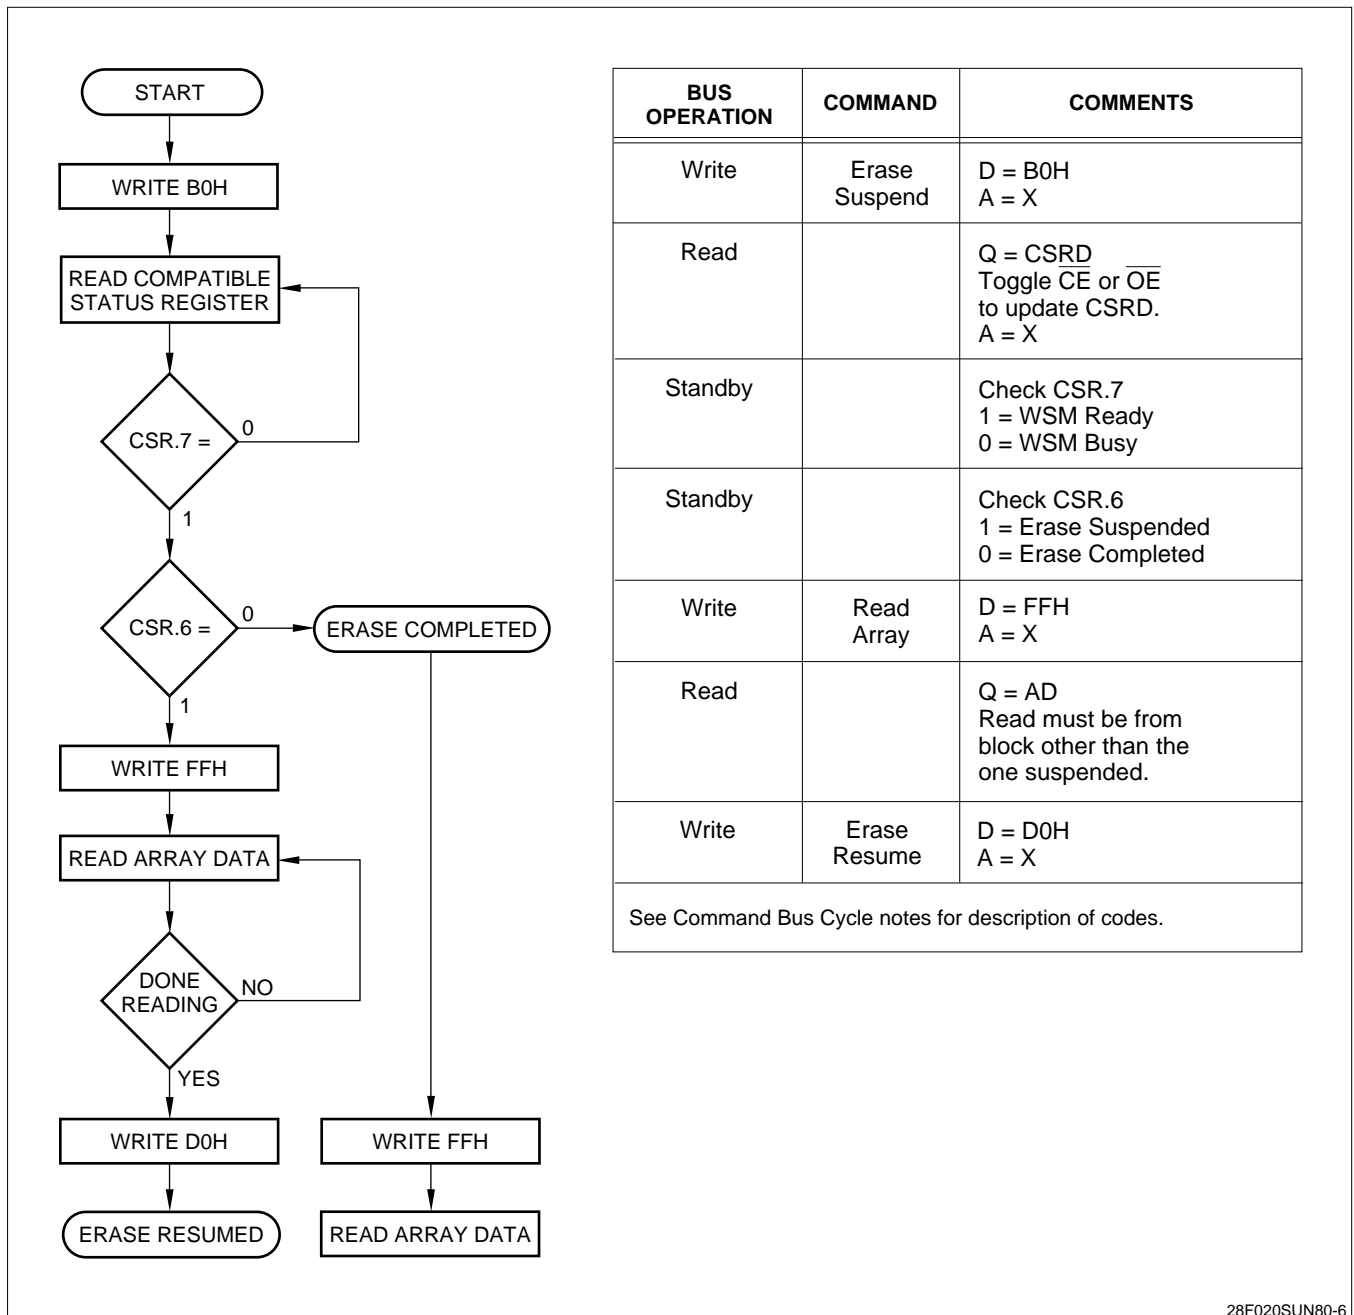 START
WRITE B0H
READ COMPATIBLE
STATUS REGISTER
CSR.7 =
0
1
CSR.6 =
0
ERASE COMPLETED
1
WRITE FFH
READ ARRAY DATA
DONE
READING
NO
YES
WRITE D0H
WRITE FFH
ERASE RESUMED
READ ARRAY DATA
BUS
OPERATION
COMMAND
COMMENTS
Write
Erase
Suspend
D = B0H
A = X
Read
Q = CSRD
Toggle C̅E̅ or O̅E̅
to update CSRD.
A = X
Standby
Check CSR.7
1 = WSM Ready
0 = WSM Busy
Standby
Check CSR.6
1 = Erase Suspended
0 = Erase Completed
Write
Read
Array
D = FFH
A = X
Read
Q = AD
Read must be from
block other than the
one suspended.
Write
Erase
Resume
D = D0H
A = X
See Command Bus Cycle notes for description of codes.
28F020SUN80-6